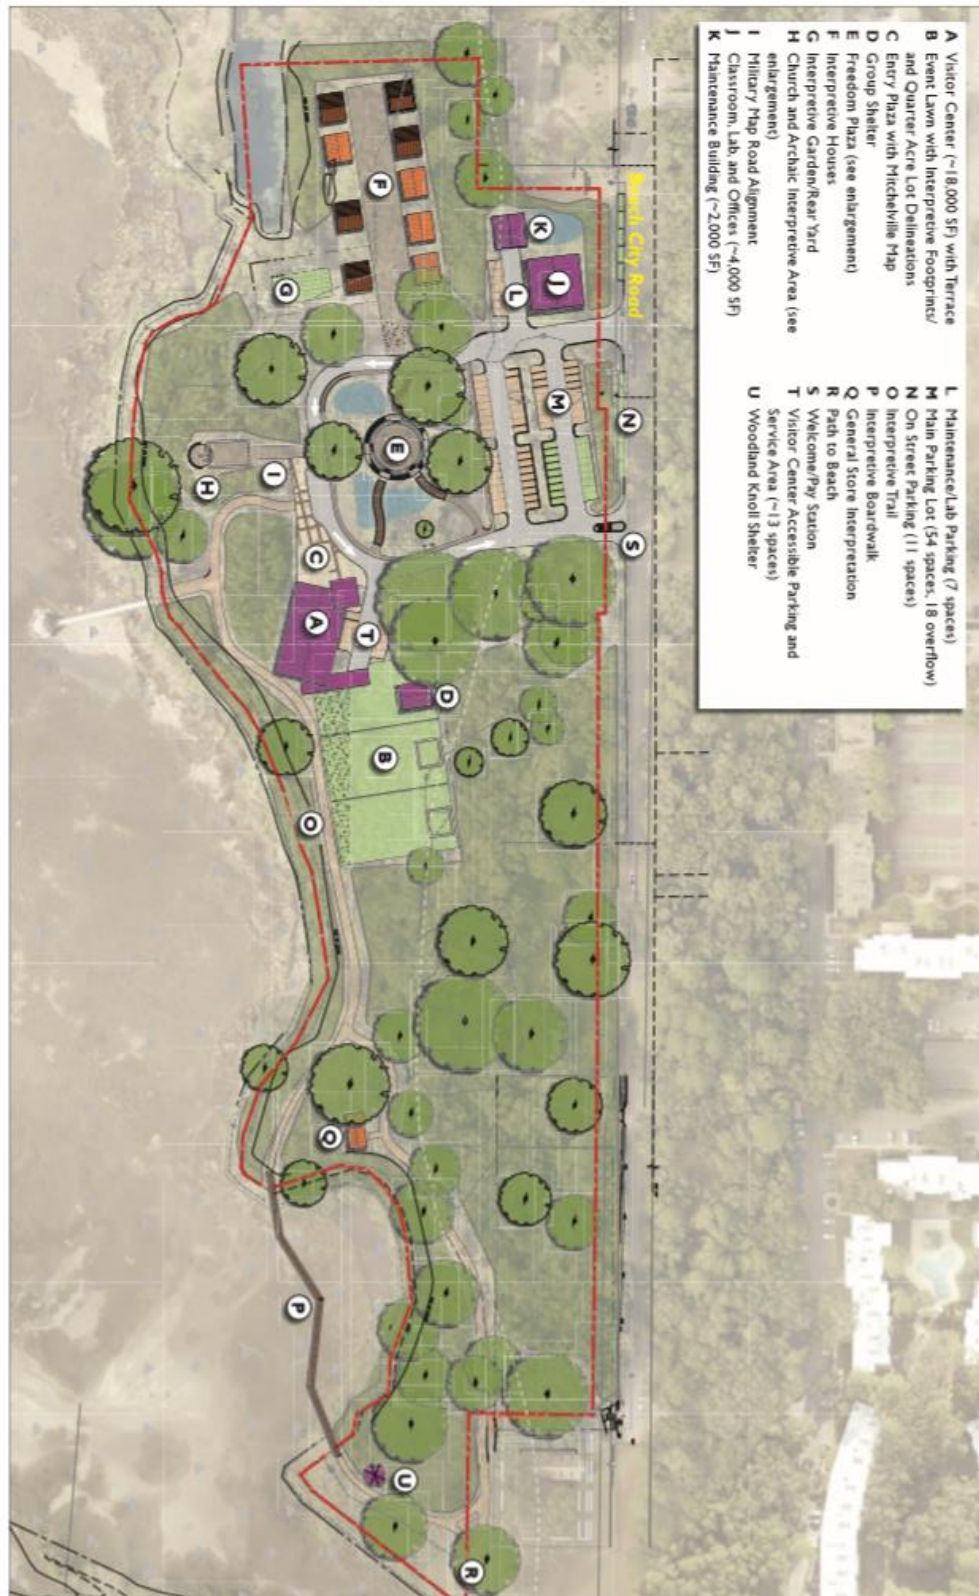 A Visitor Center (~18,000 SF) with Terrace
B Event Lawn with Interpretive Footprints/
and Quarter Acre Lot Delineations
C Entry Plaza with Mitchelville Map
D Group Shelter
E Freedom Plaza (see enlargement)
F Interpretive Houses
G Interpretive Garden/Rear Yard
H Church and Archaic Interpretive Area (see
enlargement)
I Military Map Road Alignment
J Classroom, Lab, and Offices (~4,000 SF)
K Maintenance Building (~2,000 SF)
L Maintenance/Lab Parking (7 spaces)
M Main Parking Lot (54 spaces, 18 overflow)
N On Street Parking (11 spaces)
O Interpretive Trail
P Interpretive Boardwalk
Q General Store Interpretation
R Path to Beach
S Welcome/Pay Station
T Visitor Center Accessible Parking and
Service Area (~13 spaces)
U Woodland Knoll Shelter
Beach City Road
K
J
F
L
G
M
N
E
I
H
S
C
A
T
D
B
O
Q
P
U
R